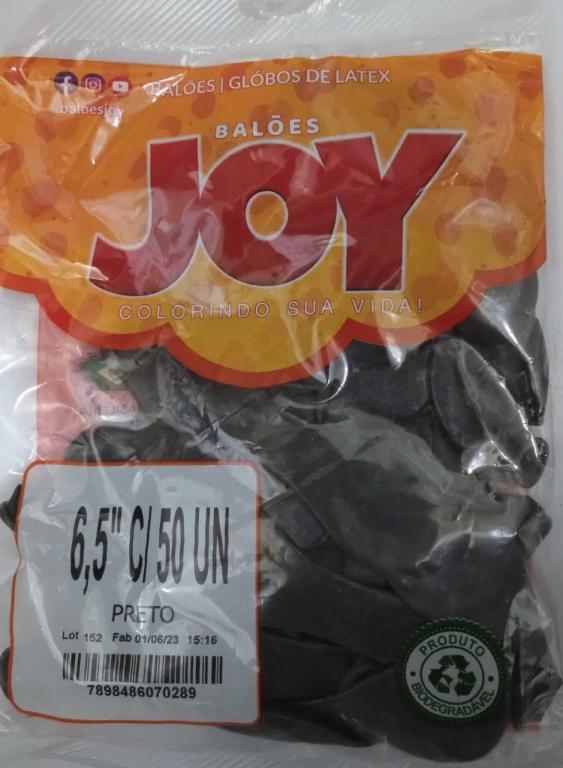 BALÕES | GLÓBOS DE LATEX
baloesjoy
BALÕES
JOY
COLORINDO SUA VIDA!
6,5" C/ 50 UN
PRETO
Lot 152 Fab 01/06/23 15:16
7898486070289
PRODUTO
BIODEGRADÁVEL